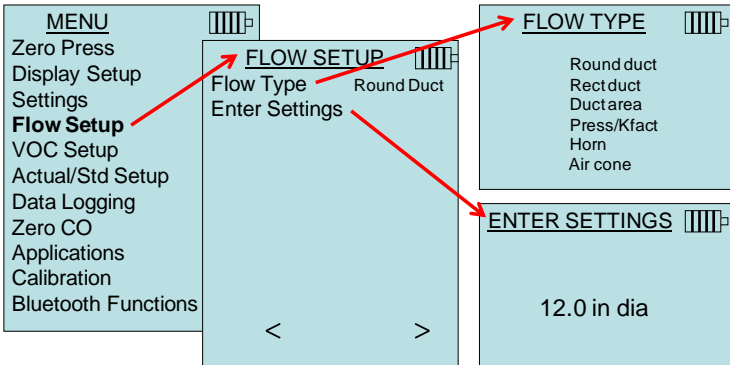 MENU
Zero Press
Display Setup
Settings
Flow Setup
VOC Setup
Actual/Std Setup
Data Logging
Zero CO
Applications
Calibration
Bluetooth Functions
FLOW SETUP
Flow Type Round Duct
Enter Settings
< >
FLOW TYPE
Round duct
Rect duct
Duct area
Press/Kfact
Horn
Air cone
ENTER SETTINGS
12.0 in dia